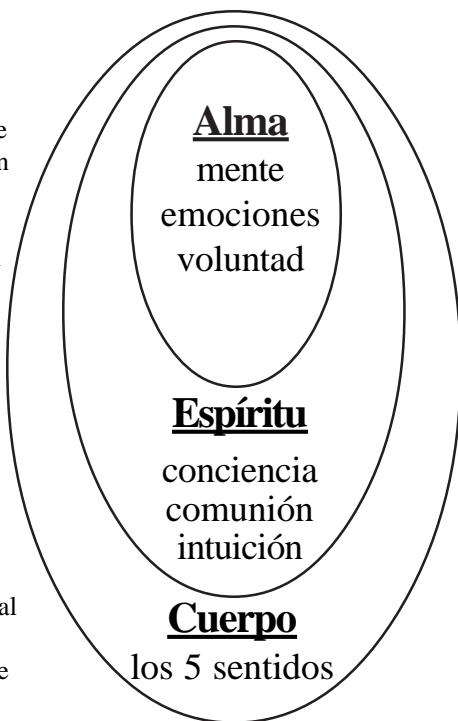 Alma
mente
emociones
voluntad
Espíritu
conciencia
comunión
intuición
Cuerpo
los 5 sentidos